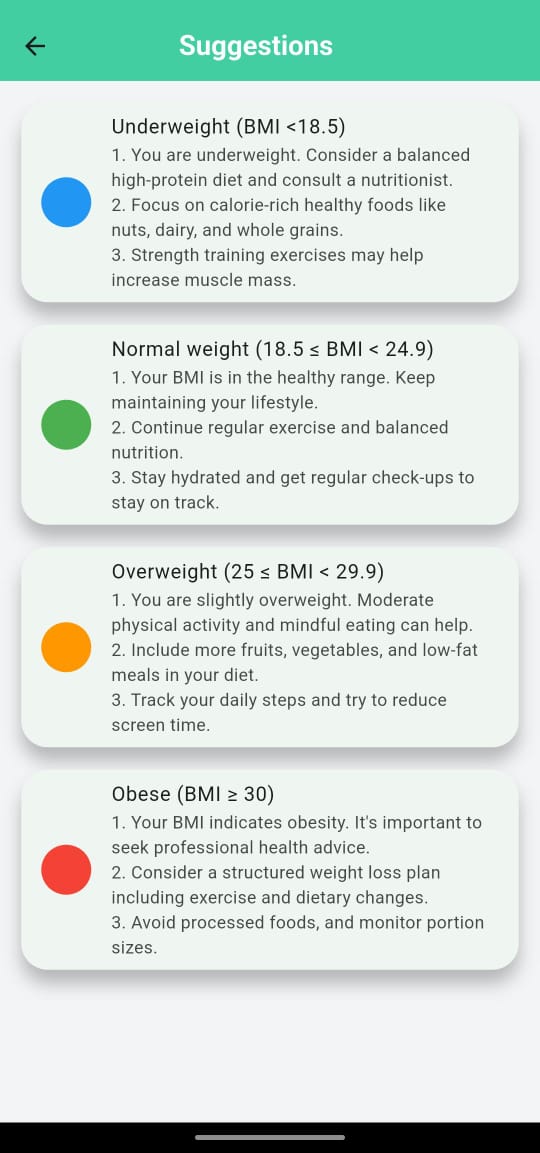 Suggestions
Underweight (BMI <18.5)
1. You are underweight. Consider a balanced
high-protein diet and consult a nutritionist.
2. Focus on calorie-rich healthy foods like
nuts, dairy, and whole grains.
3. Strength training exercises may help
increase muscle mass.
Normal weight (18.5 ≤ BMI < 24.9)
1. Your BMI is in the healthy range. Keep
maintaining your lifestyle.
2. Continue regular exercise and balanced
nutrition.
3. Stay hydrated and get regular check-ups to
stay on track.
Overweight (25 ≤ BMI < 29.9)
1. You are slightly overweight. Moderate
physical activity and mindful eating can help.
2. Include more fruits, vegetables, and low-fat
meals in your diet.
3. Track your daily steps and try to reduce
screen time.
Obese (BMI ≥ 30)
1. Your BMI indicates obesity. It's important to
seek professional health advice.
2. Consider a structured weight loss plan
including exercise and dietary changes.
3. Avoid processed foods, and monitor portion
sizes.